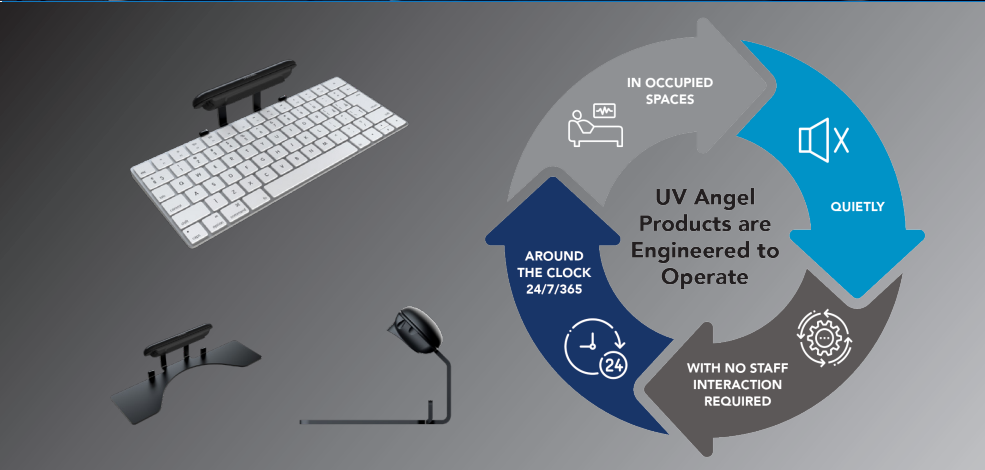 IN OCCUPIED
SPACES
QUIETLY
UV Angel
Products are
Engineered to
Operate
AROUND
THE CLOCK
24/7/365
24
WITH NO STAFF
INTERACTION
REQUIRED